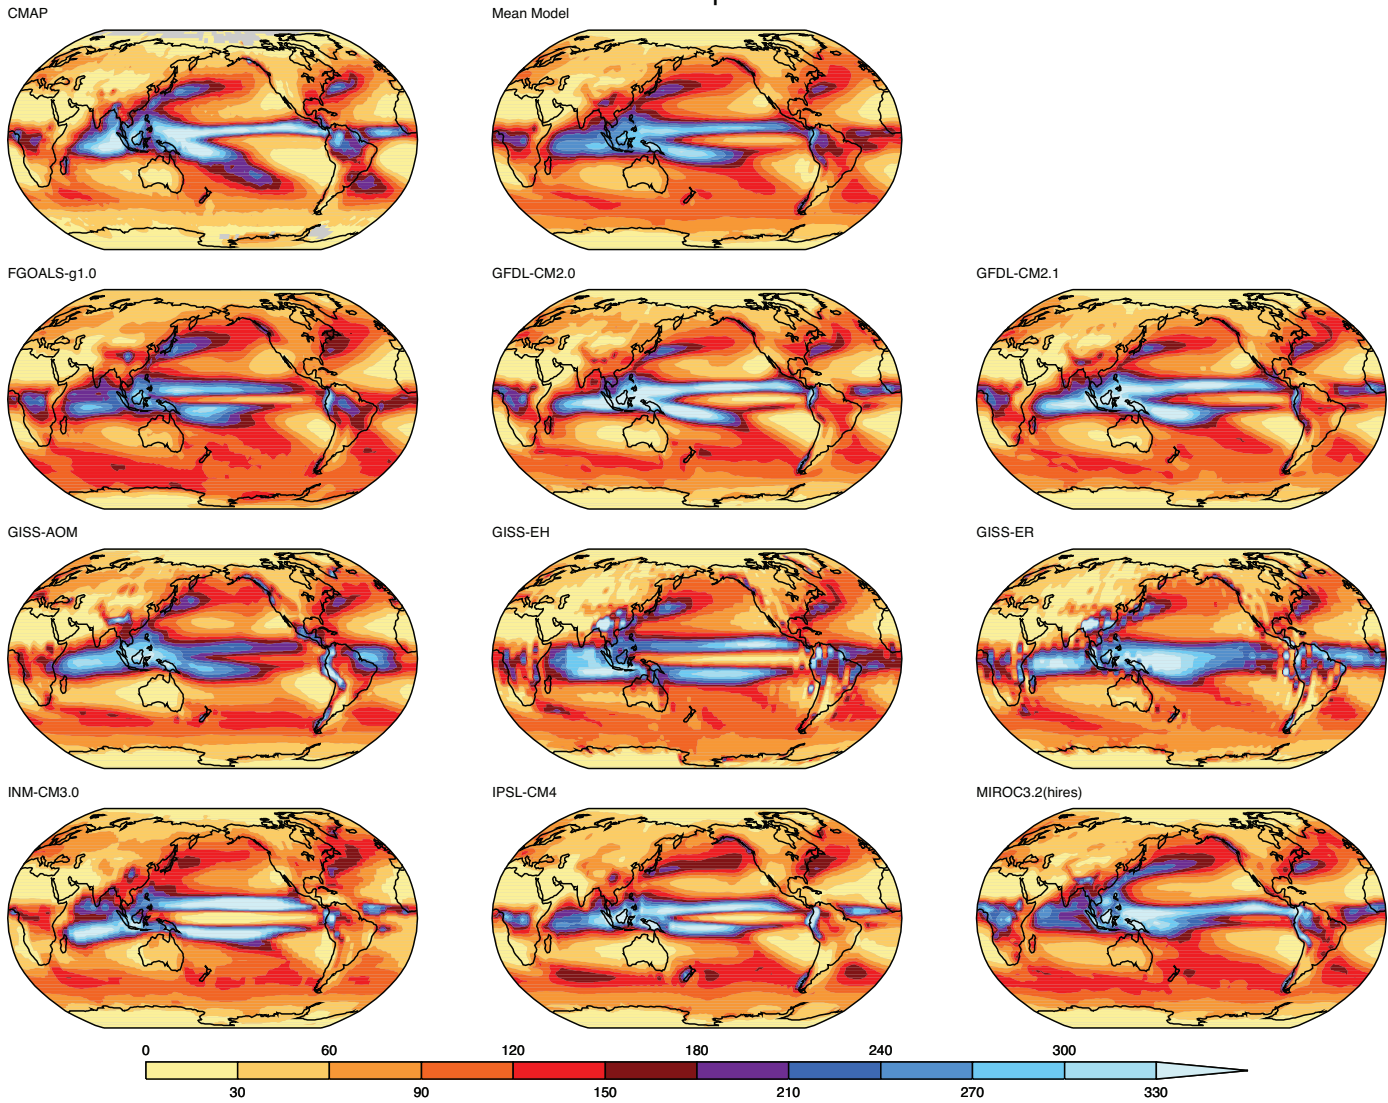 CMAP
Mean Model
FGOALS-g1.0
GFDL-CM2.0
GFDL-CM2.1
GISS-AOM
GISS-EH
GISS-ER
INM-CM3.0
IPSL-CM4
MIROC3.2(hires)
0 60 120 180 240 300
30 90 150 210 270 330